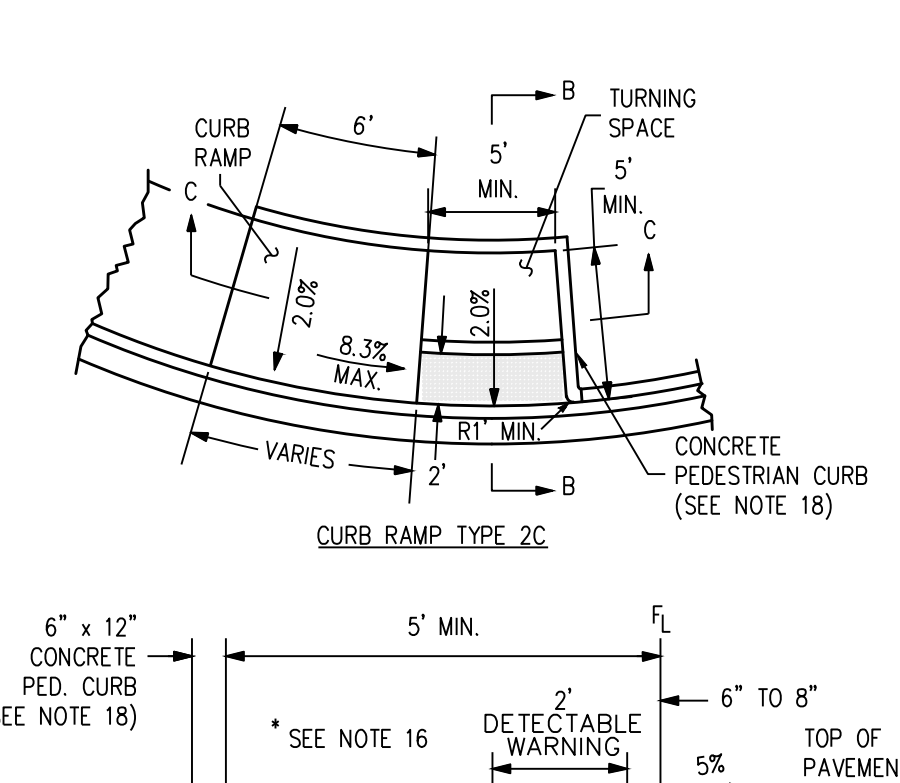 B
TURNING
SPACE
CURB
RAMP
6'
5'
MIN.
5'
MIN.
C
C
2.0%
2.0%
8.3%
MAX.
R1' MIN.
VARIES
2'
B
CONCRETE
PEDESTRIAN CURB
(SEE NOTE 18)
CURB RAMP TYPE 2C
6" x 12"
CONCRETE
PED. CURB
EE NOTE 18)
5' MIN.
FL
6" TO 8"
2'
DETECTABLE
WARNING
* SEE NOTE 16
5%
TOP OF
PAVEMEN